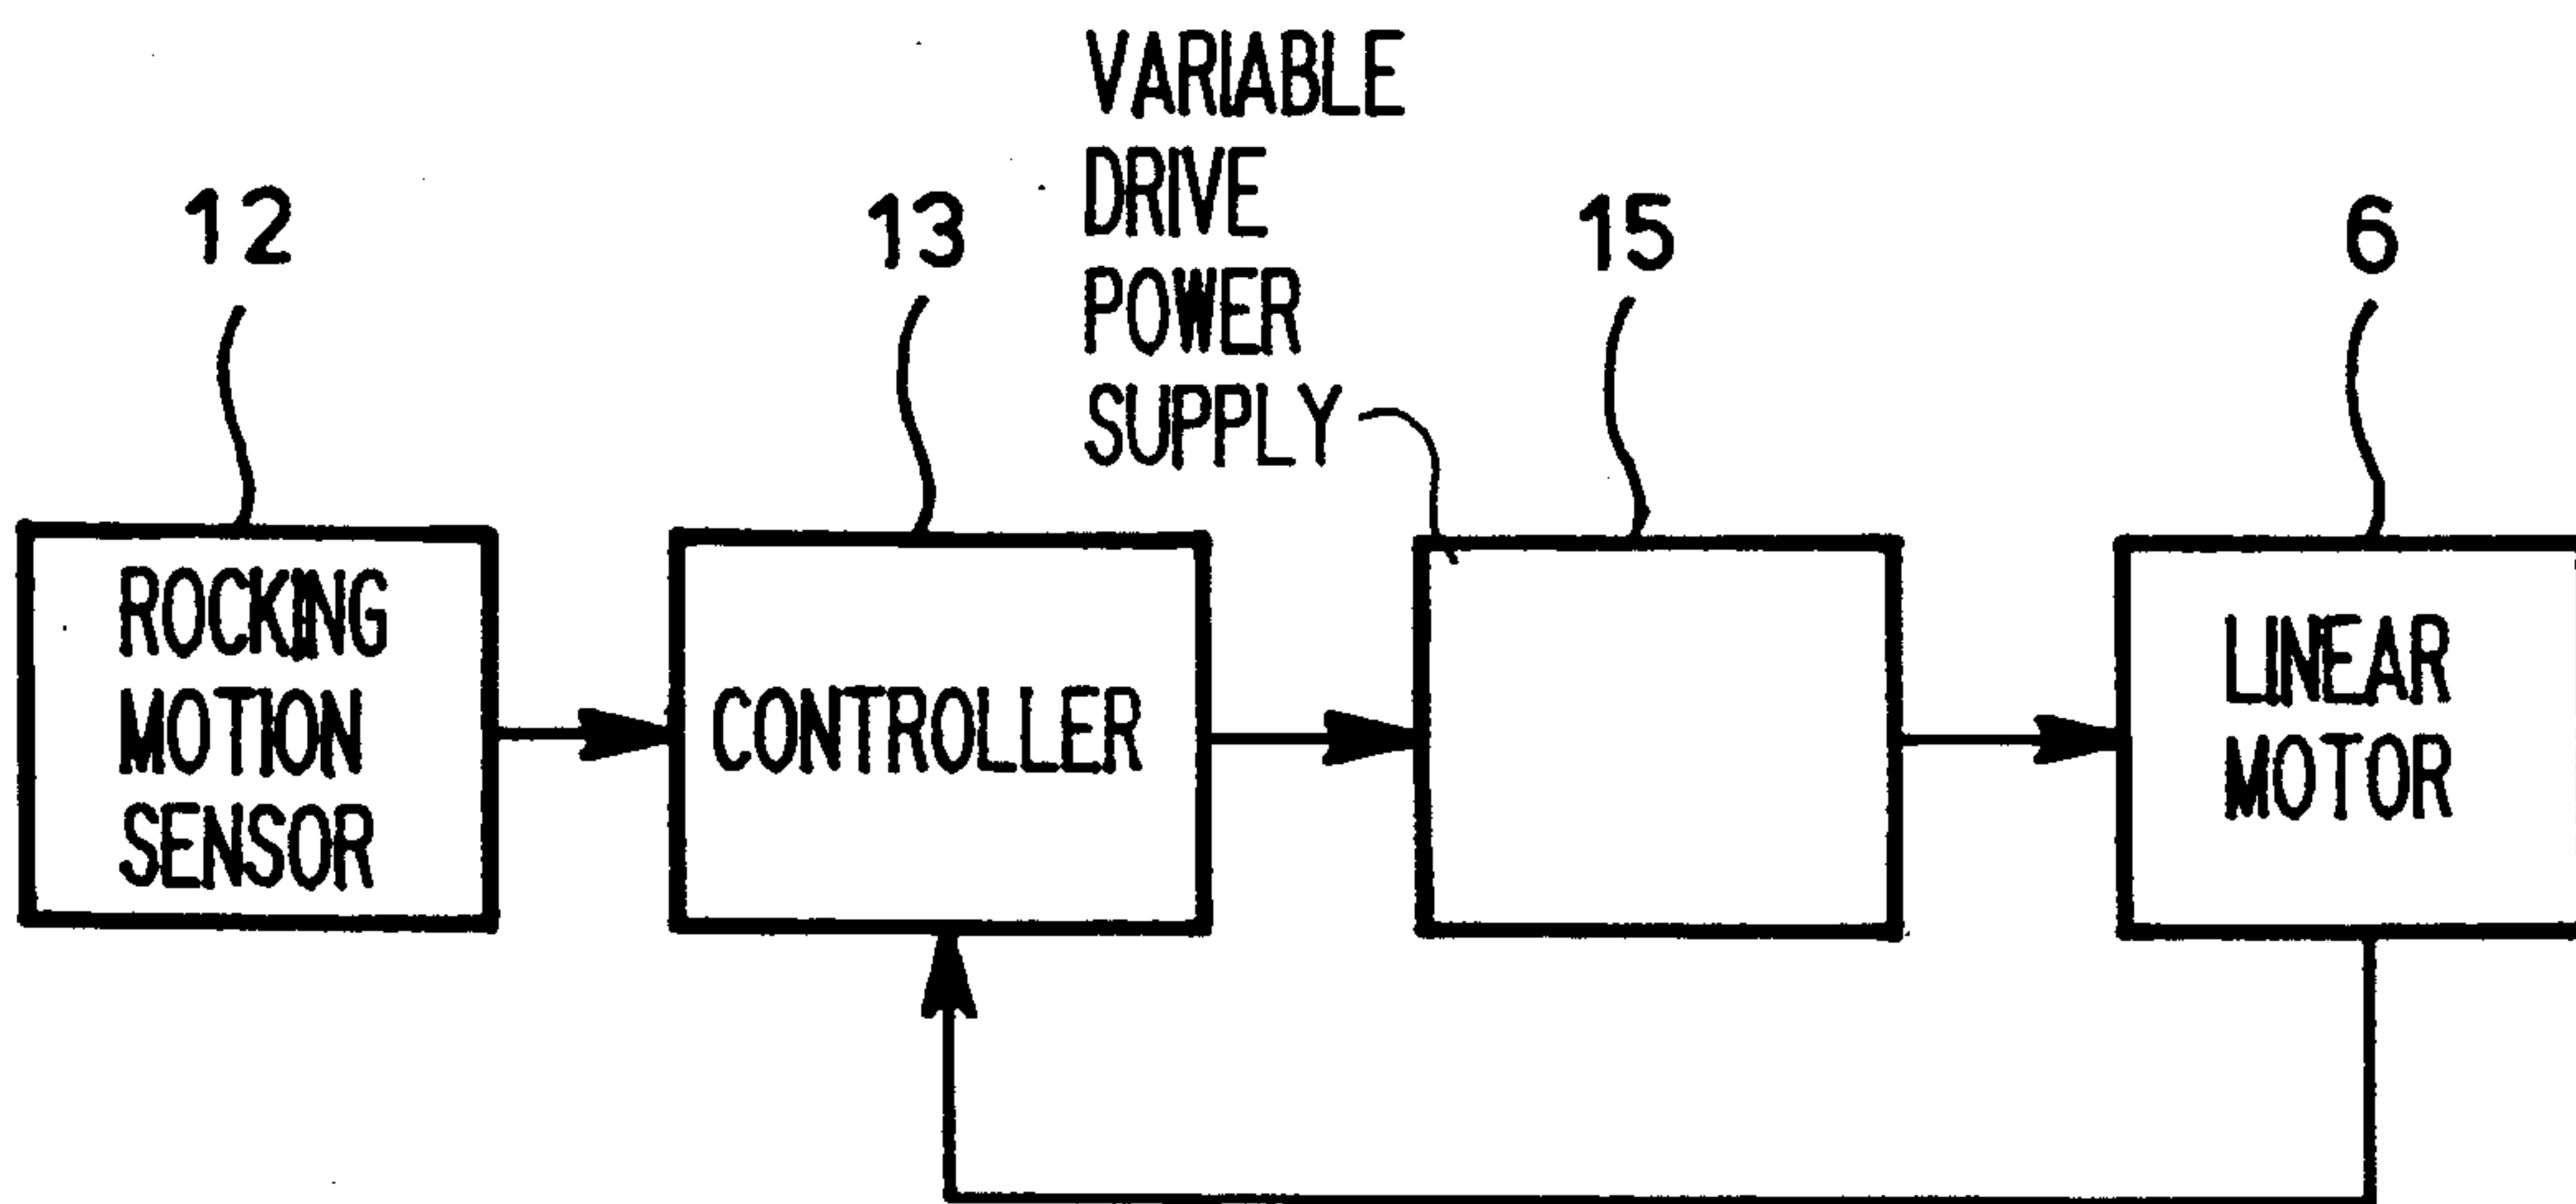 12
13
VARIABLE
DRIVE
POWER
SUPPLY
15
6
ROCKING
MOTION
SENSOR
CONTROLLER
LINEAR
MOTOR